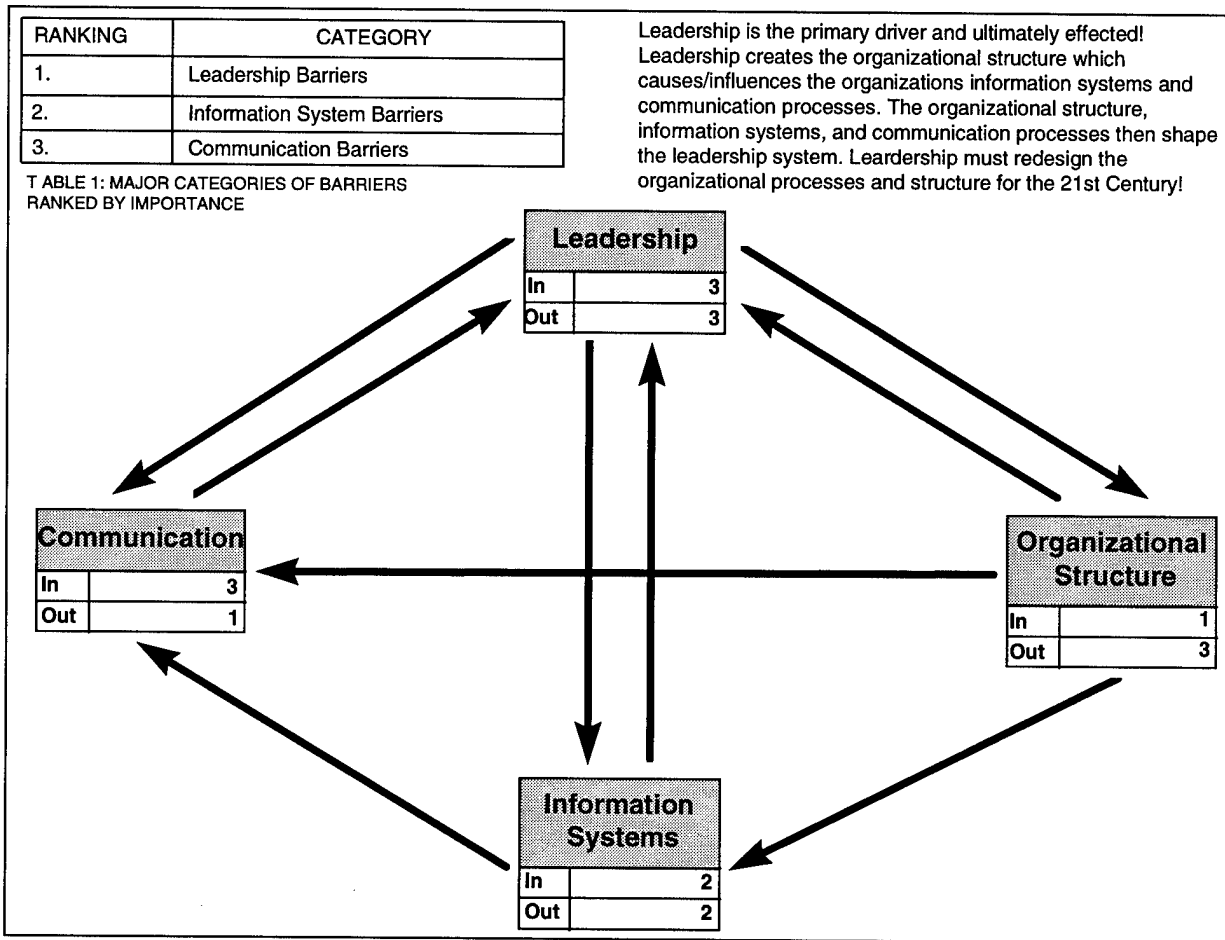 RANKING CATEGORY
1. Leadership Barriers
2. Information System Barriers
3. Communication Barriers
T ABLE 1: MAJOR CATEGORIES OF BARRIERS
RANKED BY IMPORTANCE
Leadership is the primary driver and ultimately effected!
Leadership creates the organizational structure which
causes/influences the organizations information systems and
communication processes. The organizational structure,
information systems, and communication processes then shape
the leadership system. Leardership must redesign the
organizational processes and structure for the 21st Century!
Leadership
In 3
Out 3
Communication
In 3
Out 1
Organizational
Structure
In 1
Out 3
Information
Systems
In 2
Out 2